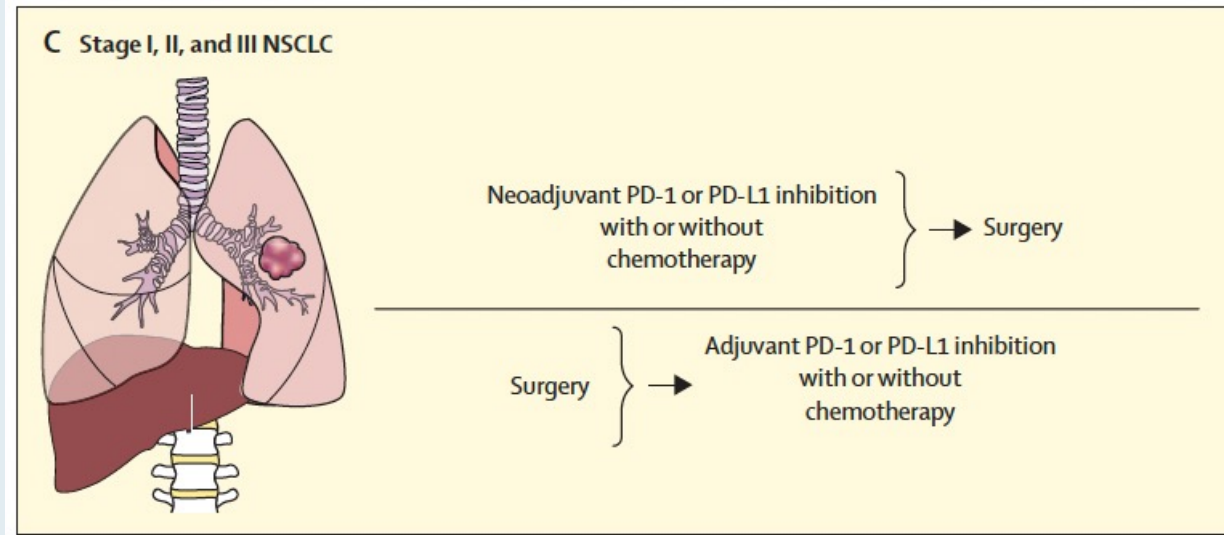 C Stage I, II, and III NSCLC
Neoadjuvant PD-1 or PD-L1 inhibition
with or without
chemotherapy
Surgery
Surgery
Adjuvant PD-1 or PD-L1 inhibition
with or without
chemotherapy